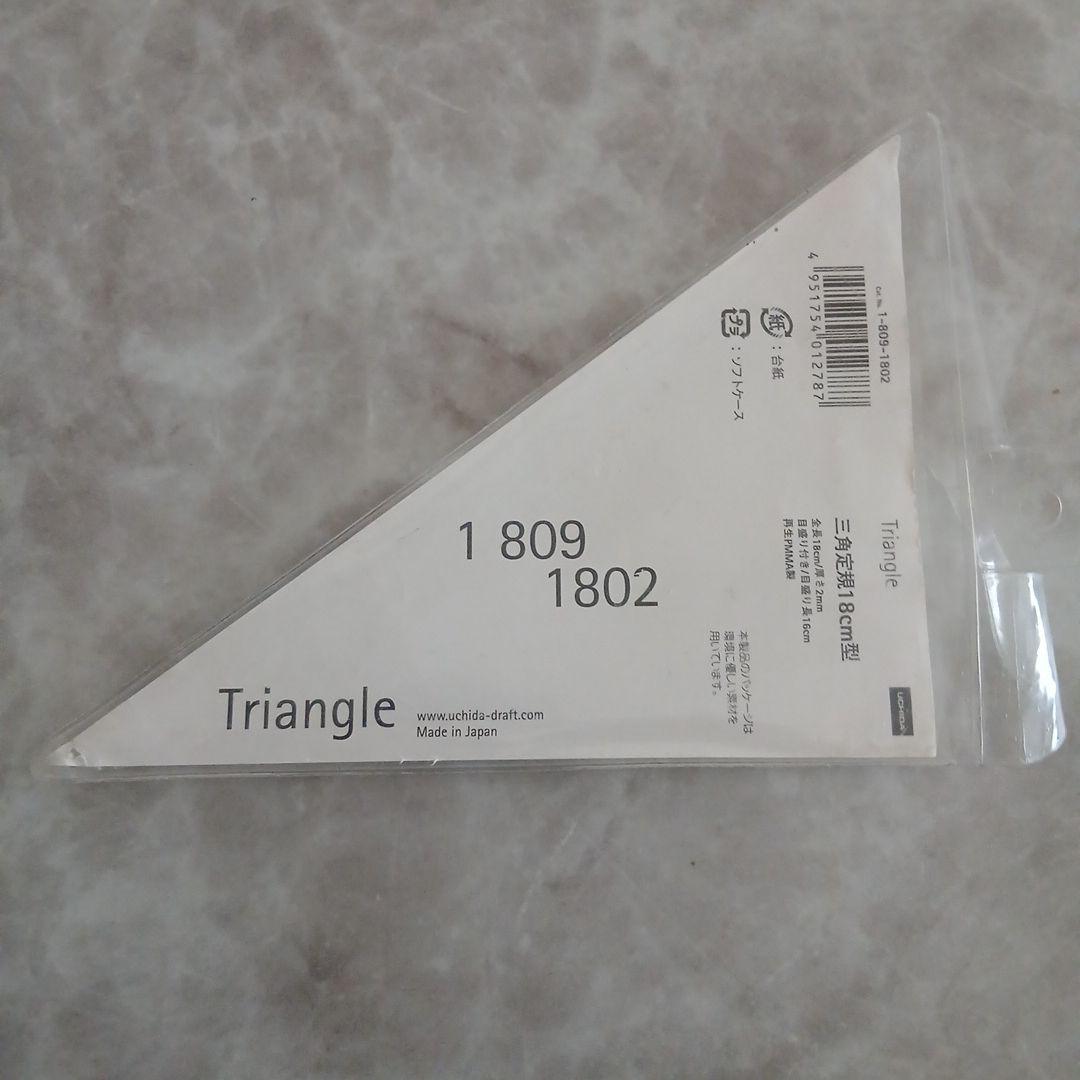 1 809
1802
Triangle
www.uchida-draft.com
Made in Japan
Cat. No. 1-809-1802
4 951754 012787
紙：台紙
プラ：ソフトケース
Triangle
三角定規18cm型
全長18cm/厚さ2mm
目盛り付き/目盛り長16cm
再生PMMA製
本製品のパッケージは
環境に優しい素材を
用いています。
UCHIDA